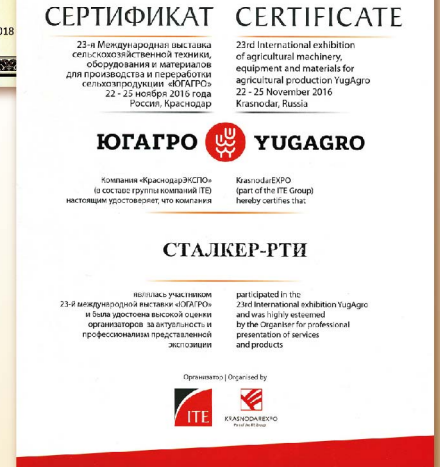 2018
СЕРТИФИКАТ CERTIFICATE
23-я Международная выставка
сельскохозяйственной техники,
оборудования и материалов
для производства и переработки
сельхозпродукции «ЮГАГРО»
22 - 25 ноября 2016 года
Россия, Краснодар
23rd International exhibition
of agricultural machinery,
equipment and materials for
agricultural production YugAgro
22 - 25 November 2016
Krasnodar, Russia
ЮГАГРО YUGAGRO
Компания «КраснодарЭКСПО»
(в составе группы компаний ITE)
настоящим удостоверяет, что компания
KrasnodarEXPO
(part of the ITE Group)
hereby certifies that
СТАЛКЕР-РТИ
являлась участником
23-й международной выставки «ЮГАГРО»
и была удостоена высокой оценки
организаторов за актуальность и
профессионализм представленной
экспозиции
participated in the
23rd International exhibition YugAgro
and was highly esteemed
by the Organiser for professional
presentation of services
and products
Организатор | Organised by
ITE
KRASNODAREXPO